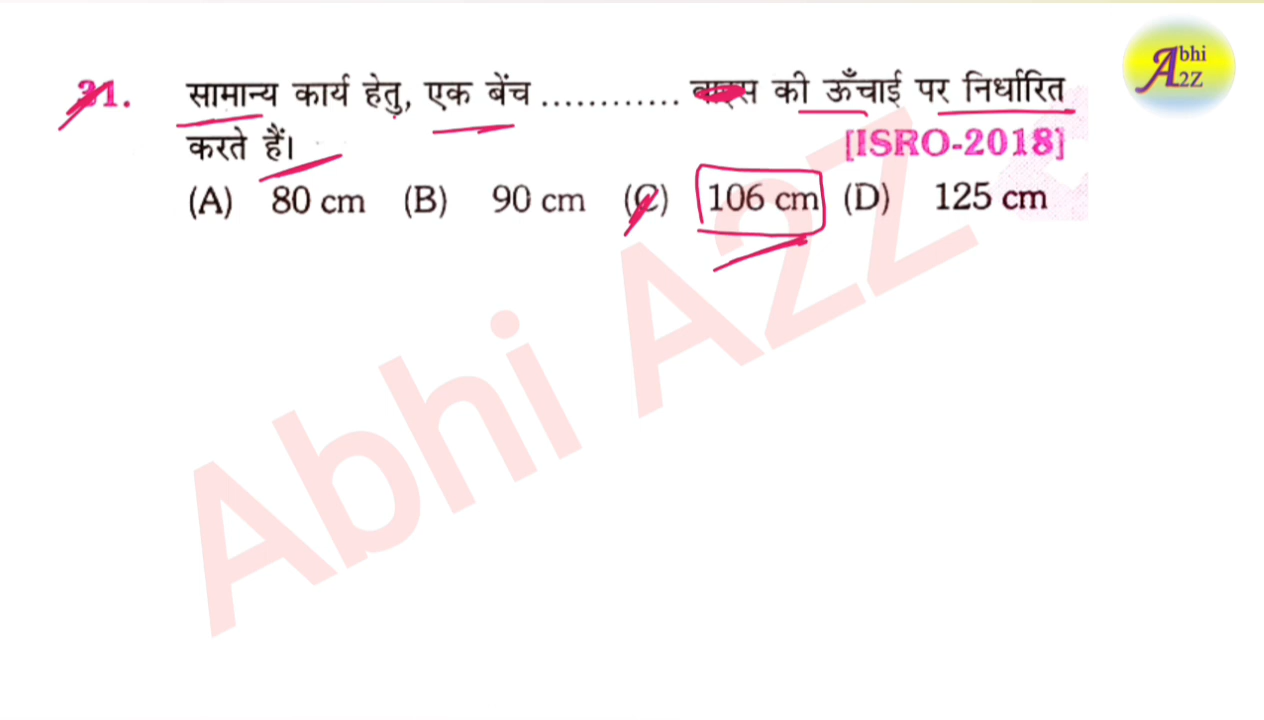 Abhi
A2Z
31. सामान्य कार्य हेतु, एक बेंच ............ की ऊँचाई पर निर्धारित
करते हैं। [ISRO-2018]
(A) 80 cm (B) 90 cm (C) 106 cm (D) 125 cm
Abhi A2Z